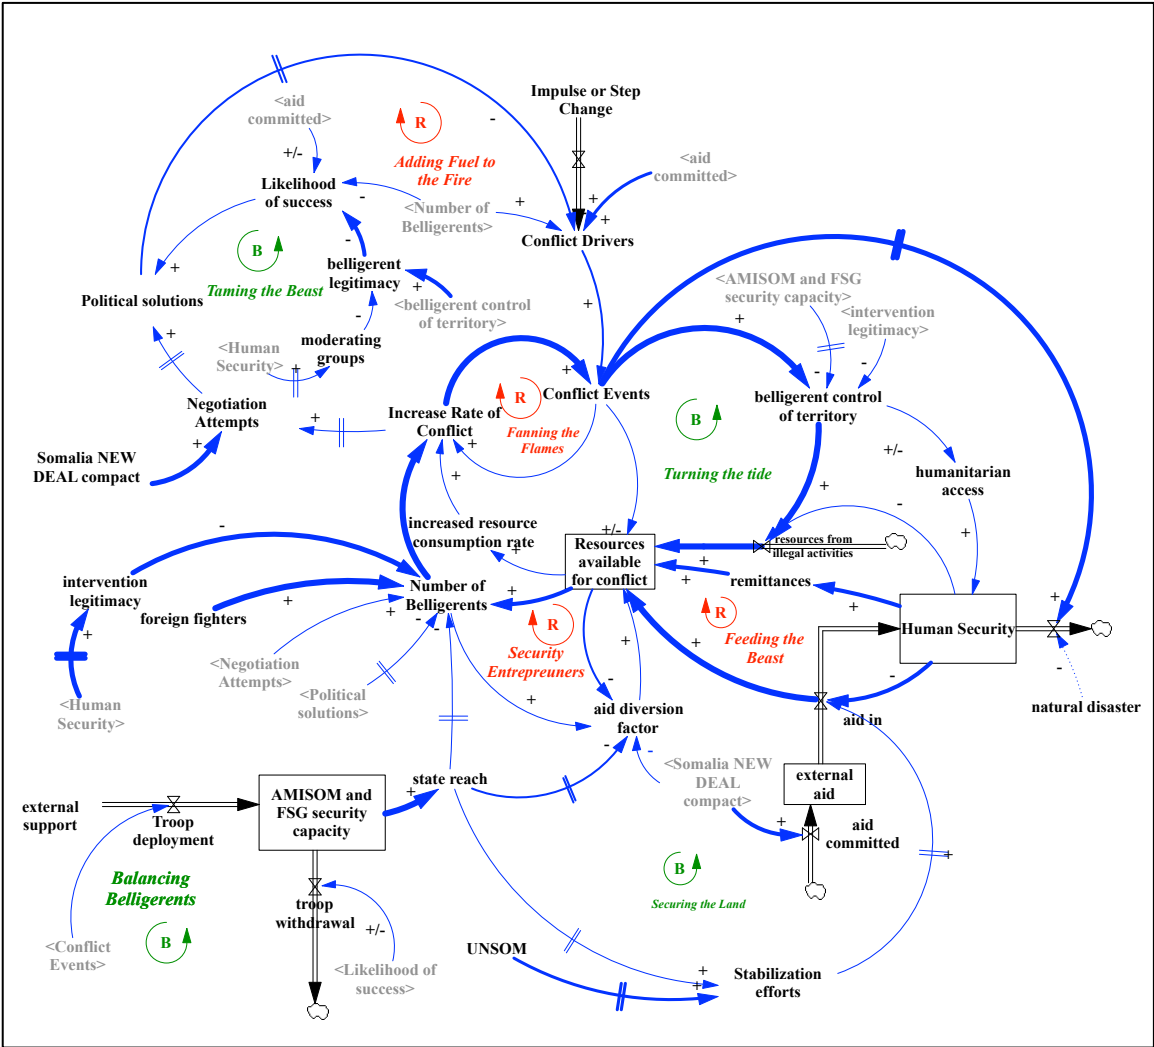 Impulse or Step
Change
<aid
committed>
+/-
R
-
Adding Fuel to
the Fire
<aid
committed>
Likelihood
of success
-
<Number of
Belligerents>
+
+
+
Conflict Drivers
B
-
Taming the Beast
belligerent
legitimacy
+
Political solutions
+
<belligerent control
of territory>
-
moderating
groups
<Human
Security>
+
+
<AMISOM and FSG
security capacity>
+
<intervention
legitimacy>
-
-
+
Conflict Events
belligerent control
of territory
R
Fanning the
Flames
B
Turning the tide
Negotiation
Attempts
+
+
Increase Rate of
Conflict
+
+
Somalia NEW
DEAL compact
+/-
humanitarian
access
+
-
+
-
increased resource
consumption rate
+
+/-
Resources
available
for conflict
resources from
illegal activities
+
+
remittances
+
intervention
legitimacy
+
foreign fighters
+
Number of
Belligerents
+
+
-
-
R
Security
Entrepreuners
+
R
Feeding the
Beast
+
Human Security
+
-
natural disaster
<Negotiation
Attempts>
<Political
solutions>
<Human
Security>
+
-
-
aid diversion
factor
-
-
aid in
state reach
+
<Somalia NEW
DEAL
compact>
+
external
aid
aid
committed
external
support
Troop
deployment
AMISOM and
FSG security
capacity
+
Balancing
Belligerents
B
troop
withdrawal
+/-
<Conflict
Events>
<Likelihood of
success>
B
Securing the Land
UNSOM
+
+
Stabilization
efforts